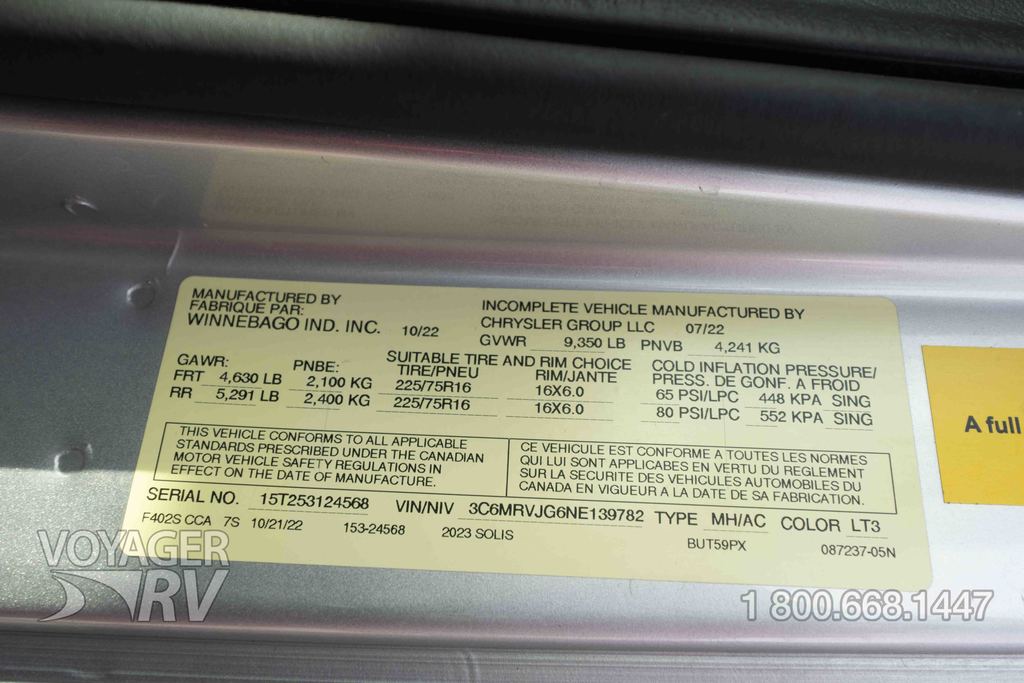 MANUFACTURED BY
FABRIQUE PAR:
WINNEBAGO IND. INC. 10/22
INCOMPLETE VEHICLE MANUFACTURED BY
CHRYSLER GROUP LLC 07/22
GVWR 9,350 LB PNVB 4,241 KG
GAWR: PNBE:
FRT 4,630 LB 2,100 KG
RR 5,291 LB 2,400 KG
SUITABLE TIRE AND RIM CHOICE
TIRE/PNEU RIM/JANTE
225/75R16 16X6.0
225/75R16 16X6.0
COLD INFLATION PRESSURE/
PRESS. DE GONF. A FROID
65 PSI/LPC 448 KPA SING
80 PSI/LPC 552 KPA SING
THIS VEHICLE CONFORMS TO ALL APPLICABLE
STANDARDS PRESCRIBED UNDER THE CANADIAN
MOTOR VEHICLE SAFETY REGULATIONS IN
EFFECT ON THE DATE OF MANUFACTURE.
CE VEHICULE EST CONFORME A TOUTES LES NORMES
QUI LUI SONT APPLICABES EN VERTU DU REGLEMENT
SUR LA SECURITE DES VEHICULES AUTOMOBILES DU
CANADA EN VIGUEUR A LA DATE DE SA FABRICATION.
SERIAL NO. 15T253124568 VIN/NIV 3C6MRVJG6NE139782 TYPE MH/AC COLOR LT3
F402S CCA 7S 10/21/22 153-24568 2023 SOLIS BUT59PX 087237-05N
A full
VOYAGER
RV
1 800.668.1447